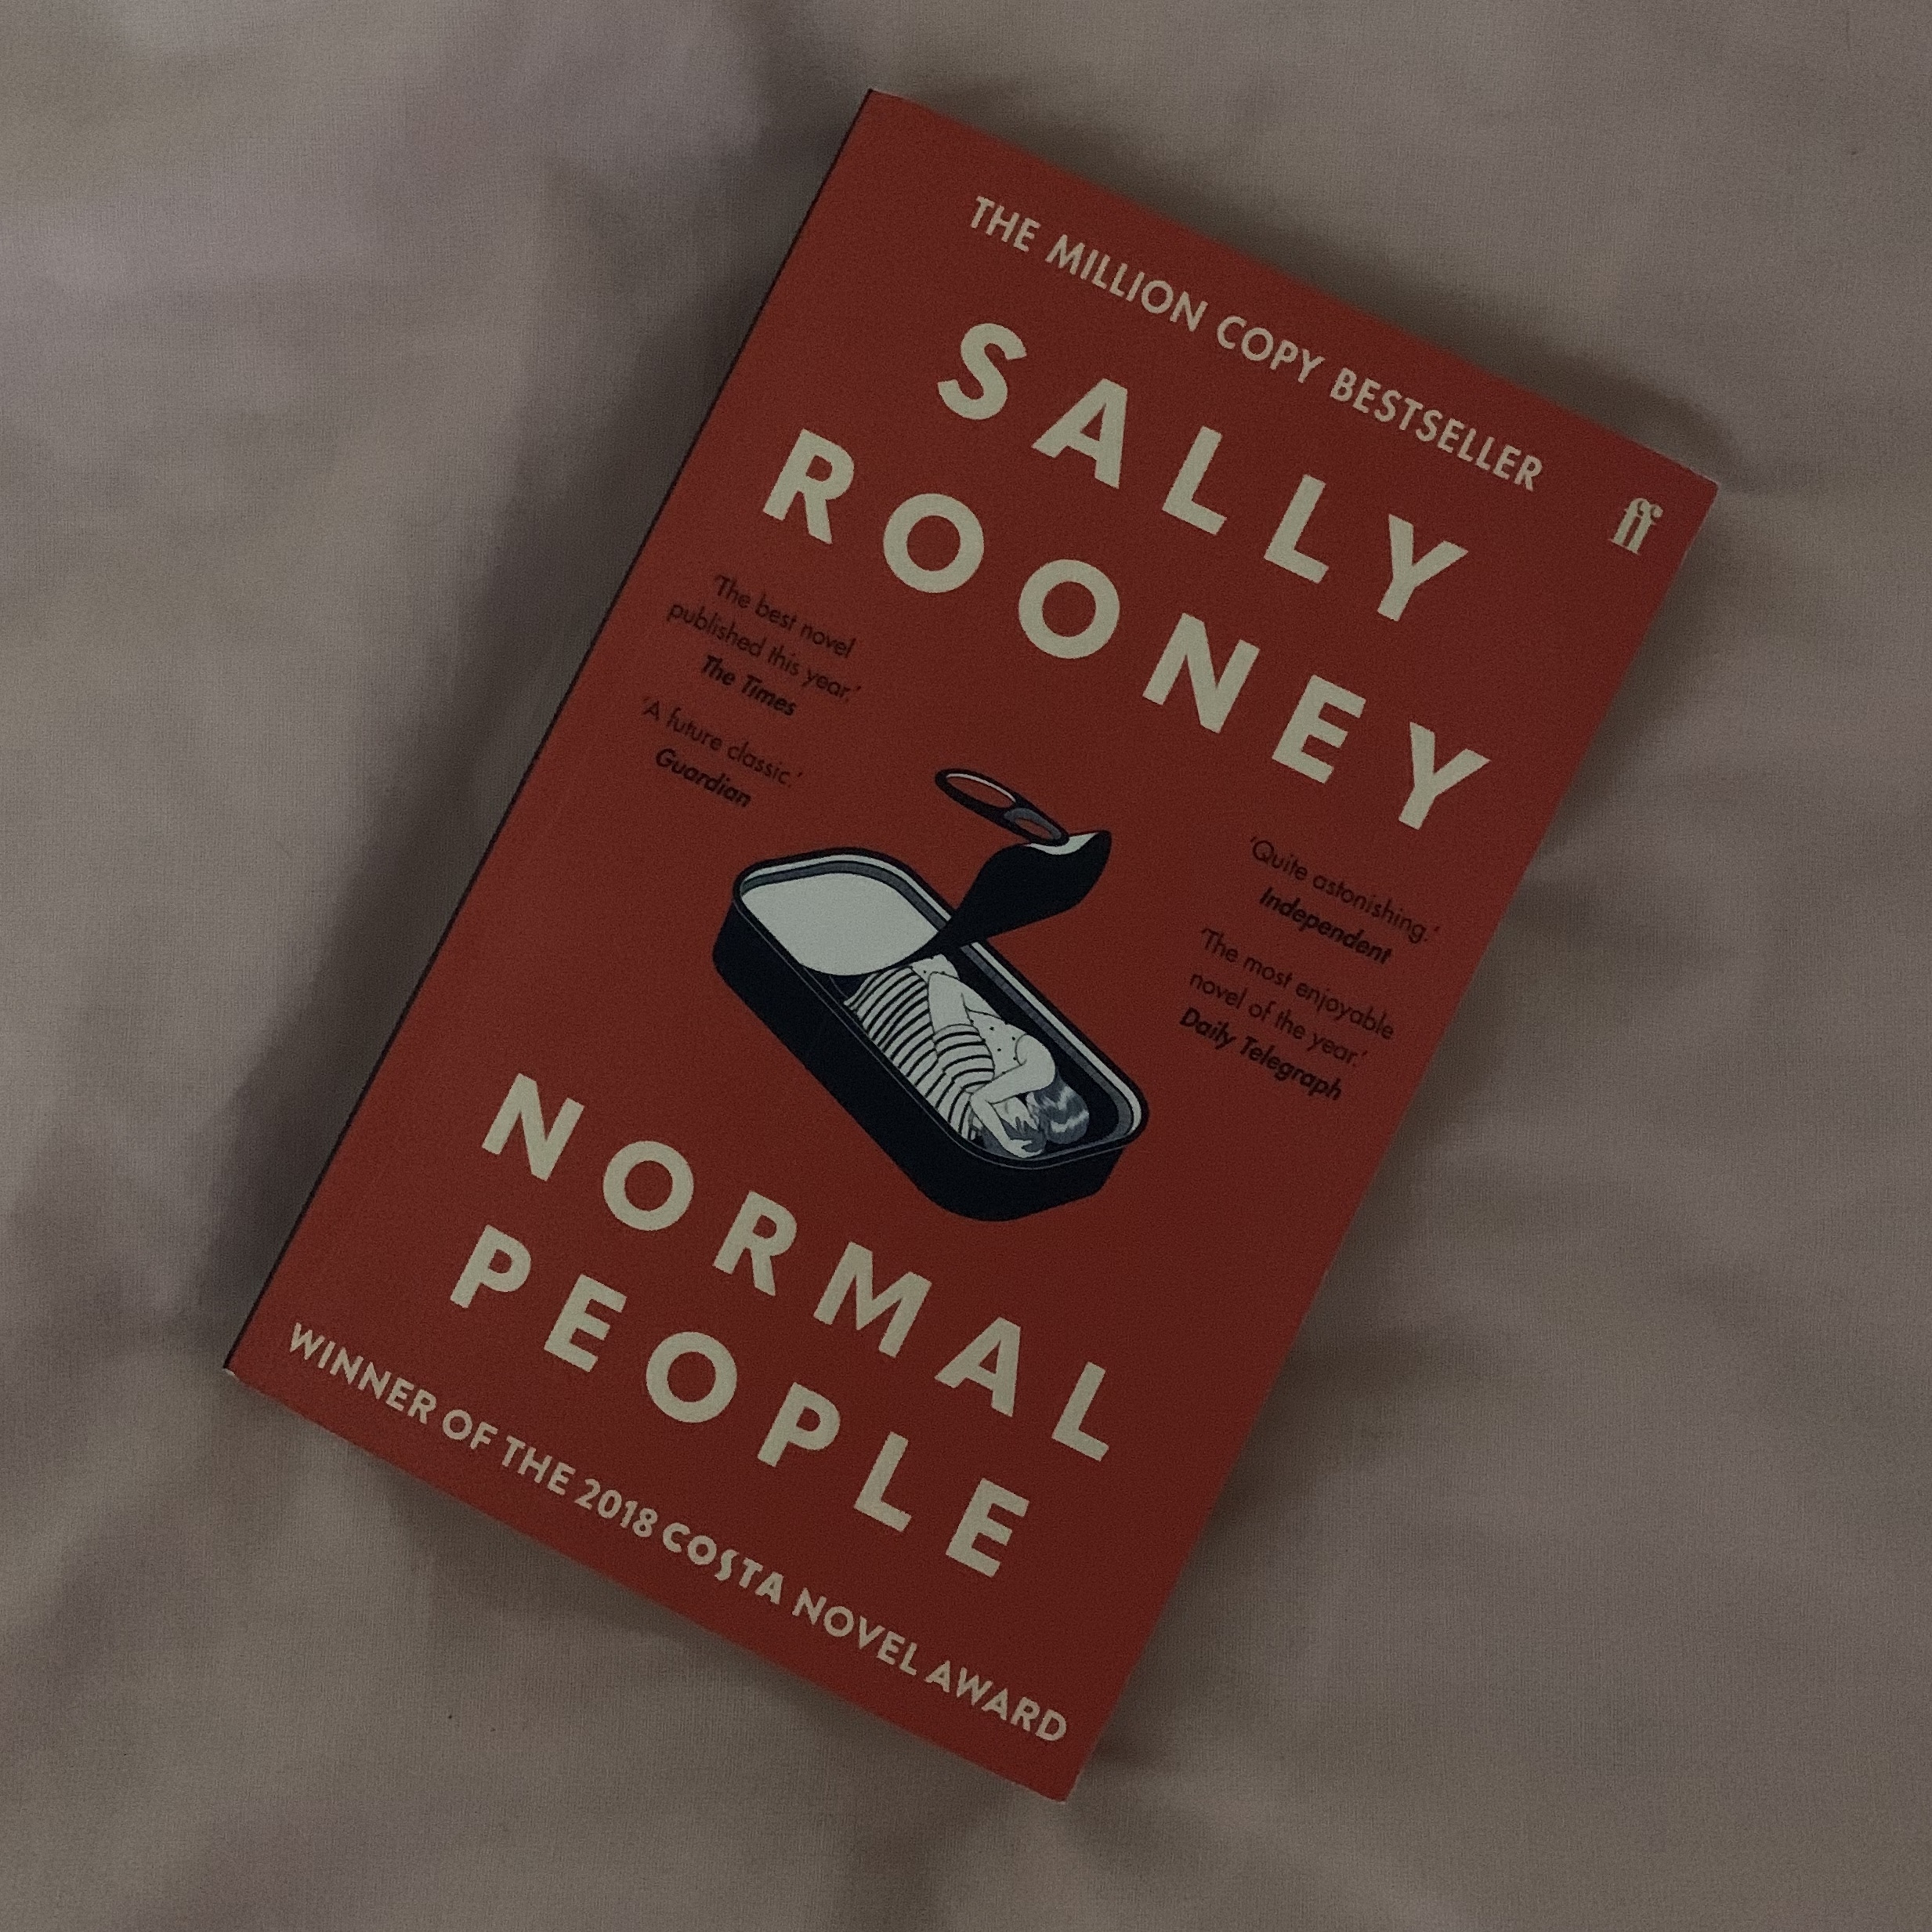 THE MILLION COPY BESTSELLER
ff
SALLY
ROONEY
'The best novel
published this year.'
The Times
'A future classic.'
Guardian
'Quite astonishing.'
Independent
'The most enjoyable
novel of the year.'
Daily Telegraph
NORMAL
PEOPLE
WINNER OF THE 2018 COSTA NOVEL AWARD